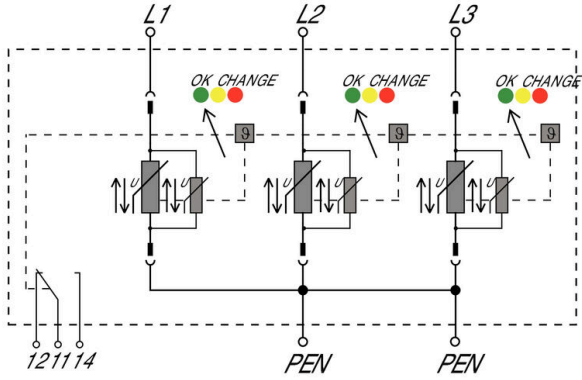 L1 L2 L3
OK CHANGE OK CHANGE OK CHANGE
ϑ ϑ ϑ
U U U U U U
12 11 14
PEN PEN